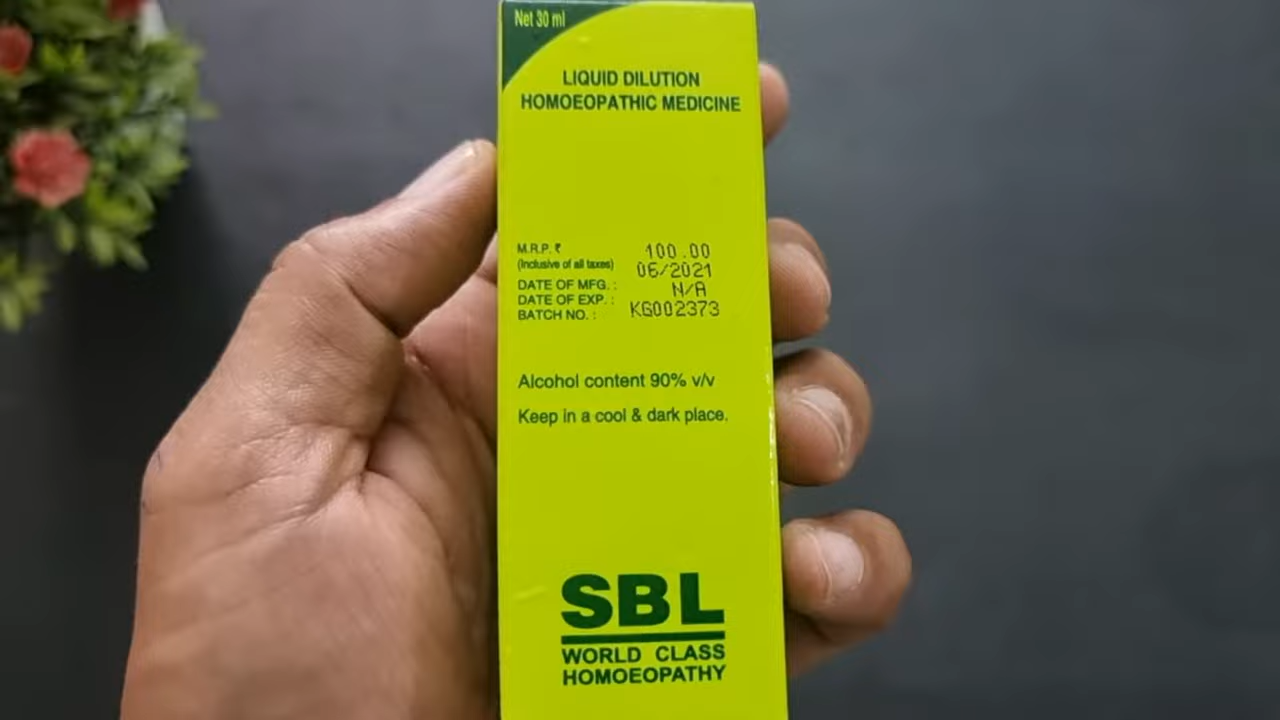 Net 30 ml
LIQUID DILUTION
HOMOEOPATHIC MEDICINE
M.R.P. ₹ 100.00
(Inclusive of all taxes) 06/2021
DATE OF MFG. : N/A
DATE OF EXP. : KG002373
BATCH NO. :
Alcohol content 90% v/v
Keep in a cool & dark place.
SBL
WORLD CLASS
HOMOEOPATHY